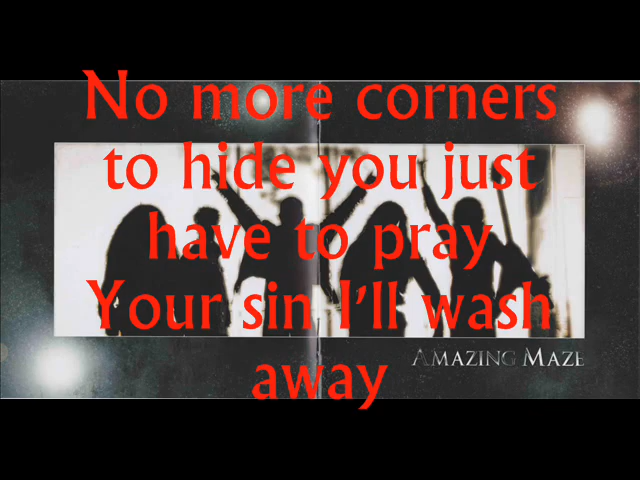 No more corners
to hide you just
have to pray
Your sin I'll wash
away
AMAZING MAZE